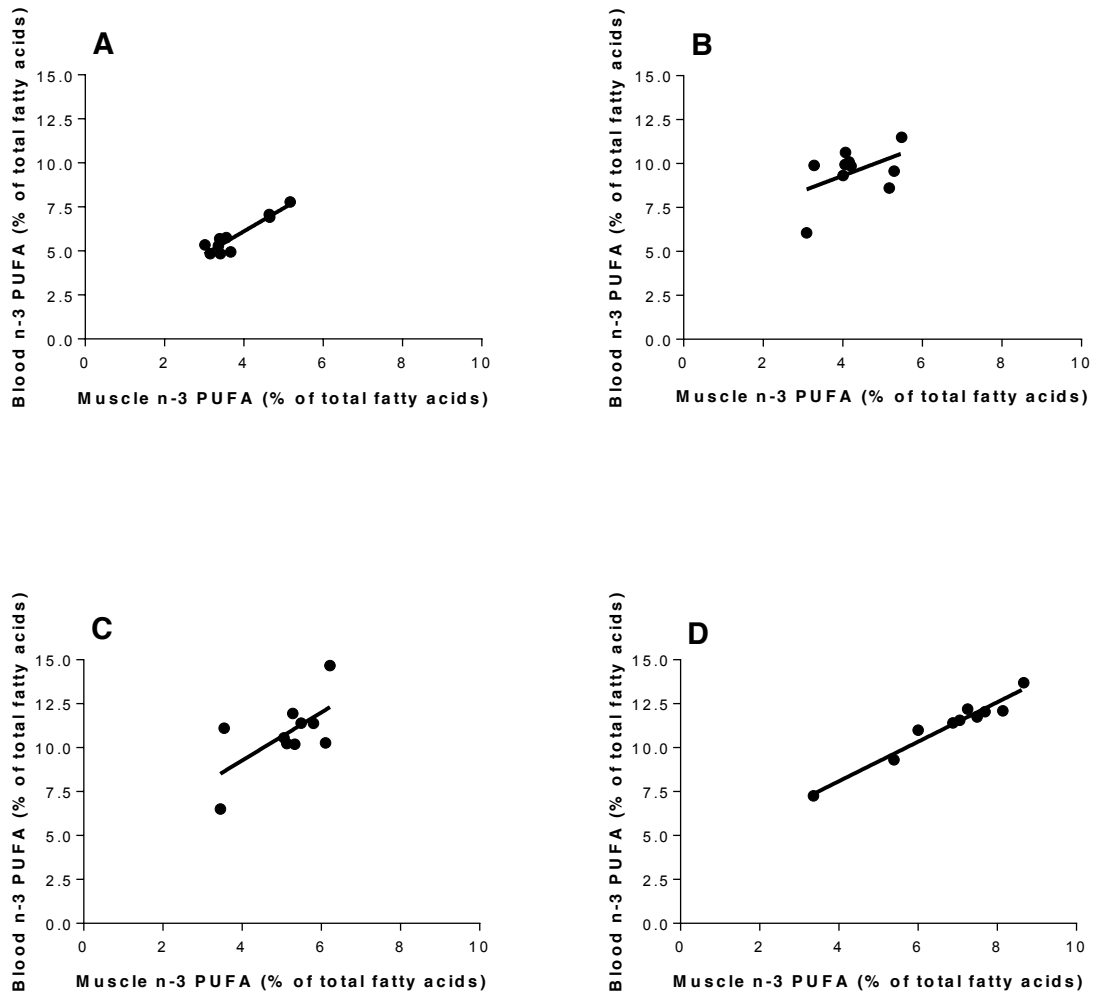 A
Blood n-3 PUFA (% of total fatty acids)
15.0
12.5
10.0
7.5
5.0
2.5
0.0
0 2 4 6 8 10
Muscle n-3 PUFA (% of total fatty acids)
B
Blood n-3 PUFA (% of total fatty acids)
15.0
12.5
10.0
7.5
5.0
2.5
0.0
0 2 4 6 8 10
Muscle n-3 PUFA (% of total fatty acids)
C
Blood n-3 PUFA (% of total fatty acids)
15.0
12.5
10.0
7.5
5.0
2.5
0.0
0 2 4 6 8 10
Muscle n-3 PUFA (% of total fatty acids)
D
Blood n-3 PUFA (% of total fatty acids)
15.0
12.5
10.0
7.5
5.0
2.5
0.0
0 2 4 6 8 10
Muscle n-3 PUFA (% of total fatty acids)